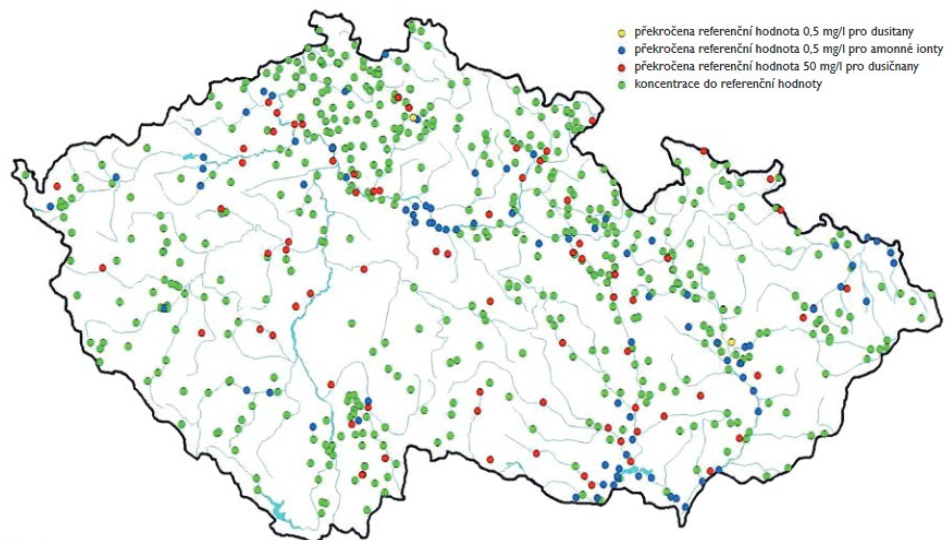 překročena referenční hodnota 0,5 mg/l pro dusitany
překročena referenční hodnota 0,5 mg/l pro amonné ionty
překročena referenční hodnota 50 mg/l pro dusičnany
koncentrace do referenční hodnoty